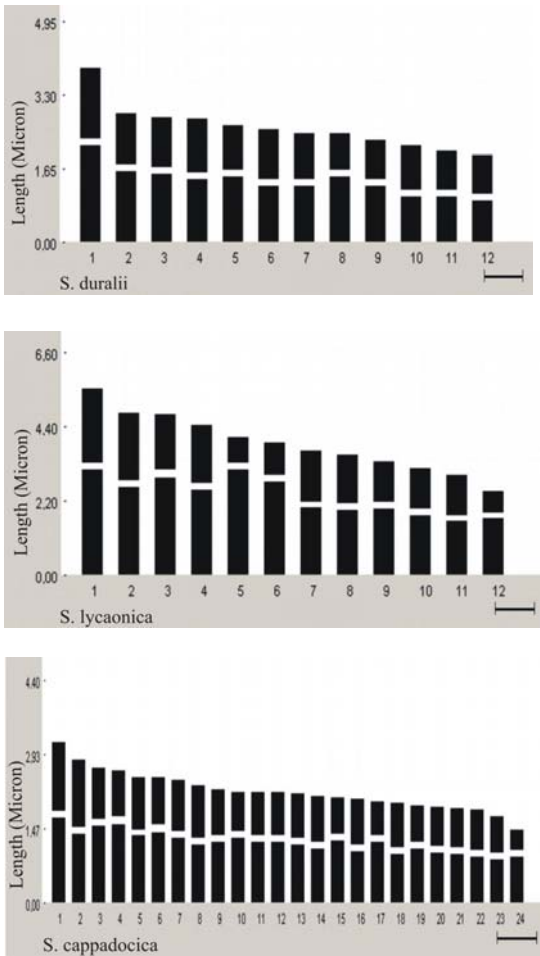 4,95
3,30
1,65
0,00
Length (Micron)
1 2 3 4 5 6 7 8 9 10 11 12
S. duralii
6,60
4,40
2,20
0,00
Length (Micron)
1 2 3 4 5 6 7 8 9 10 11 12
S. lycaonica
4,40
2,93
1,47
0,00
Length (Micron)
1 2 3 4 5 6 7 8 9 10 11 12 13 14 15 16 17 18 19 20 21 22 23 24
S. cappadocica